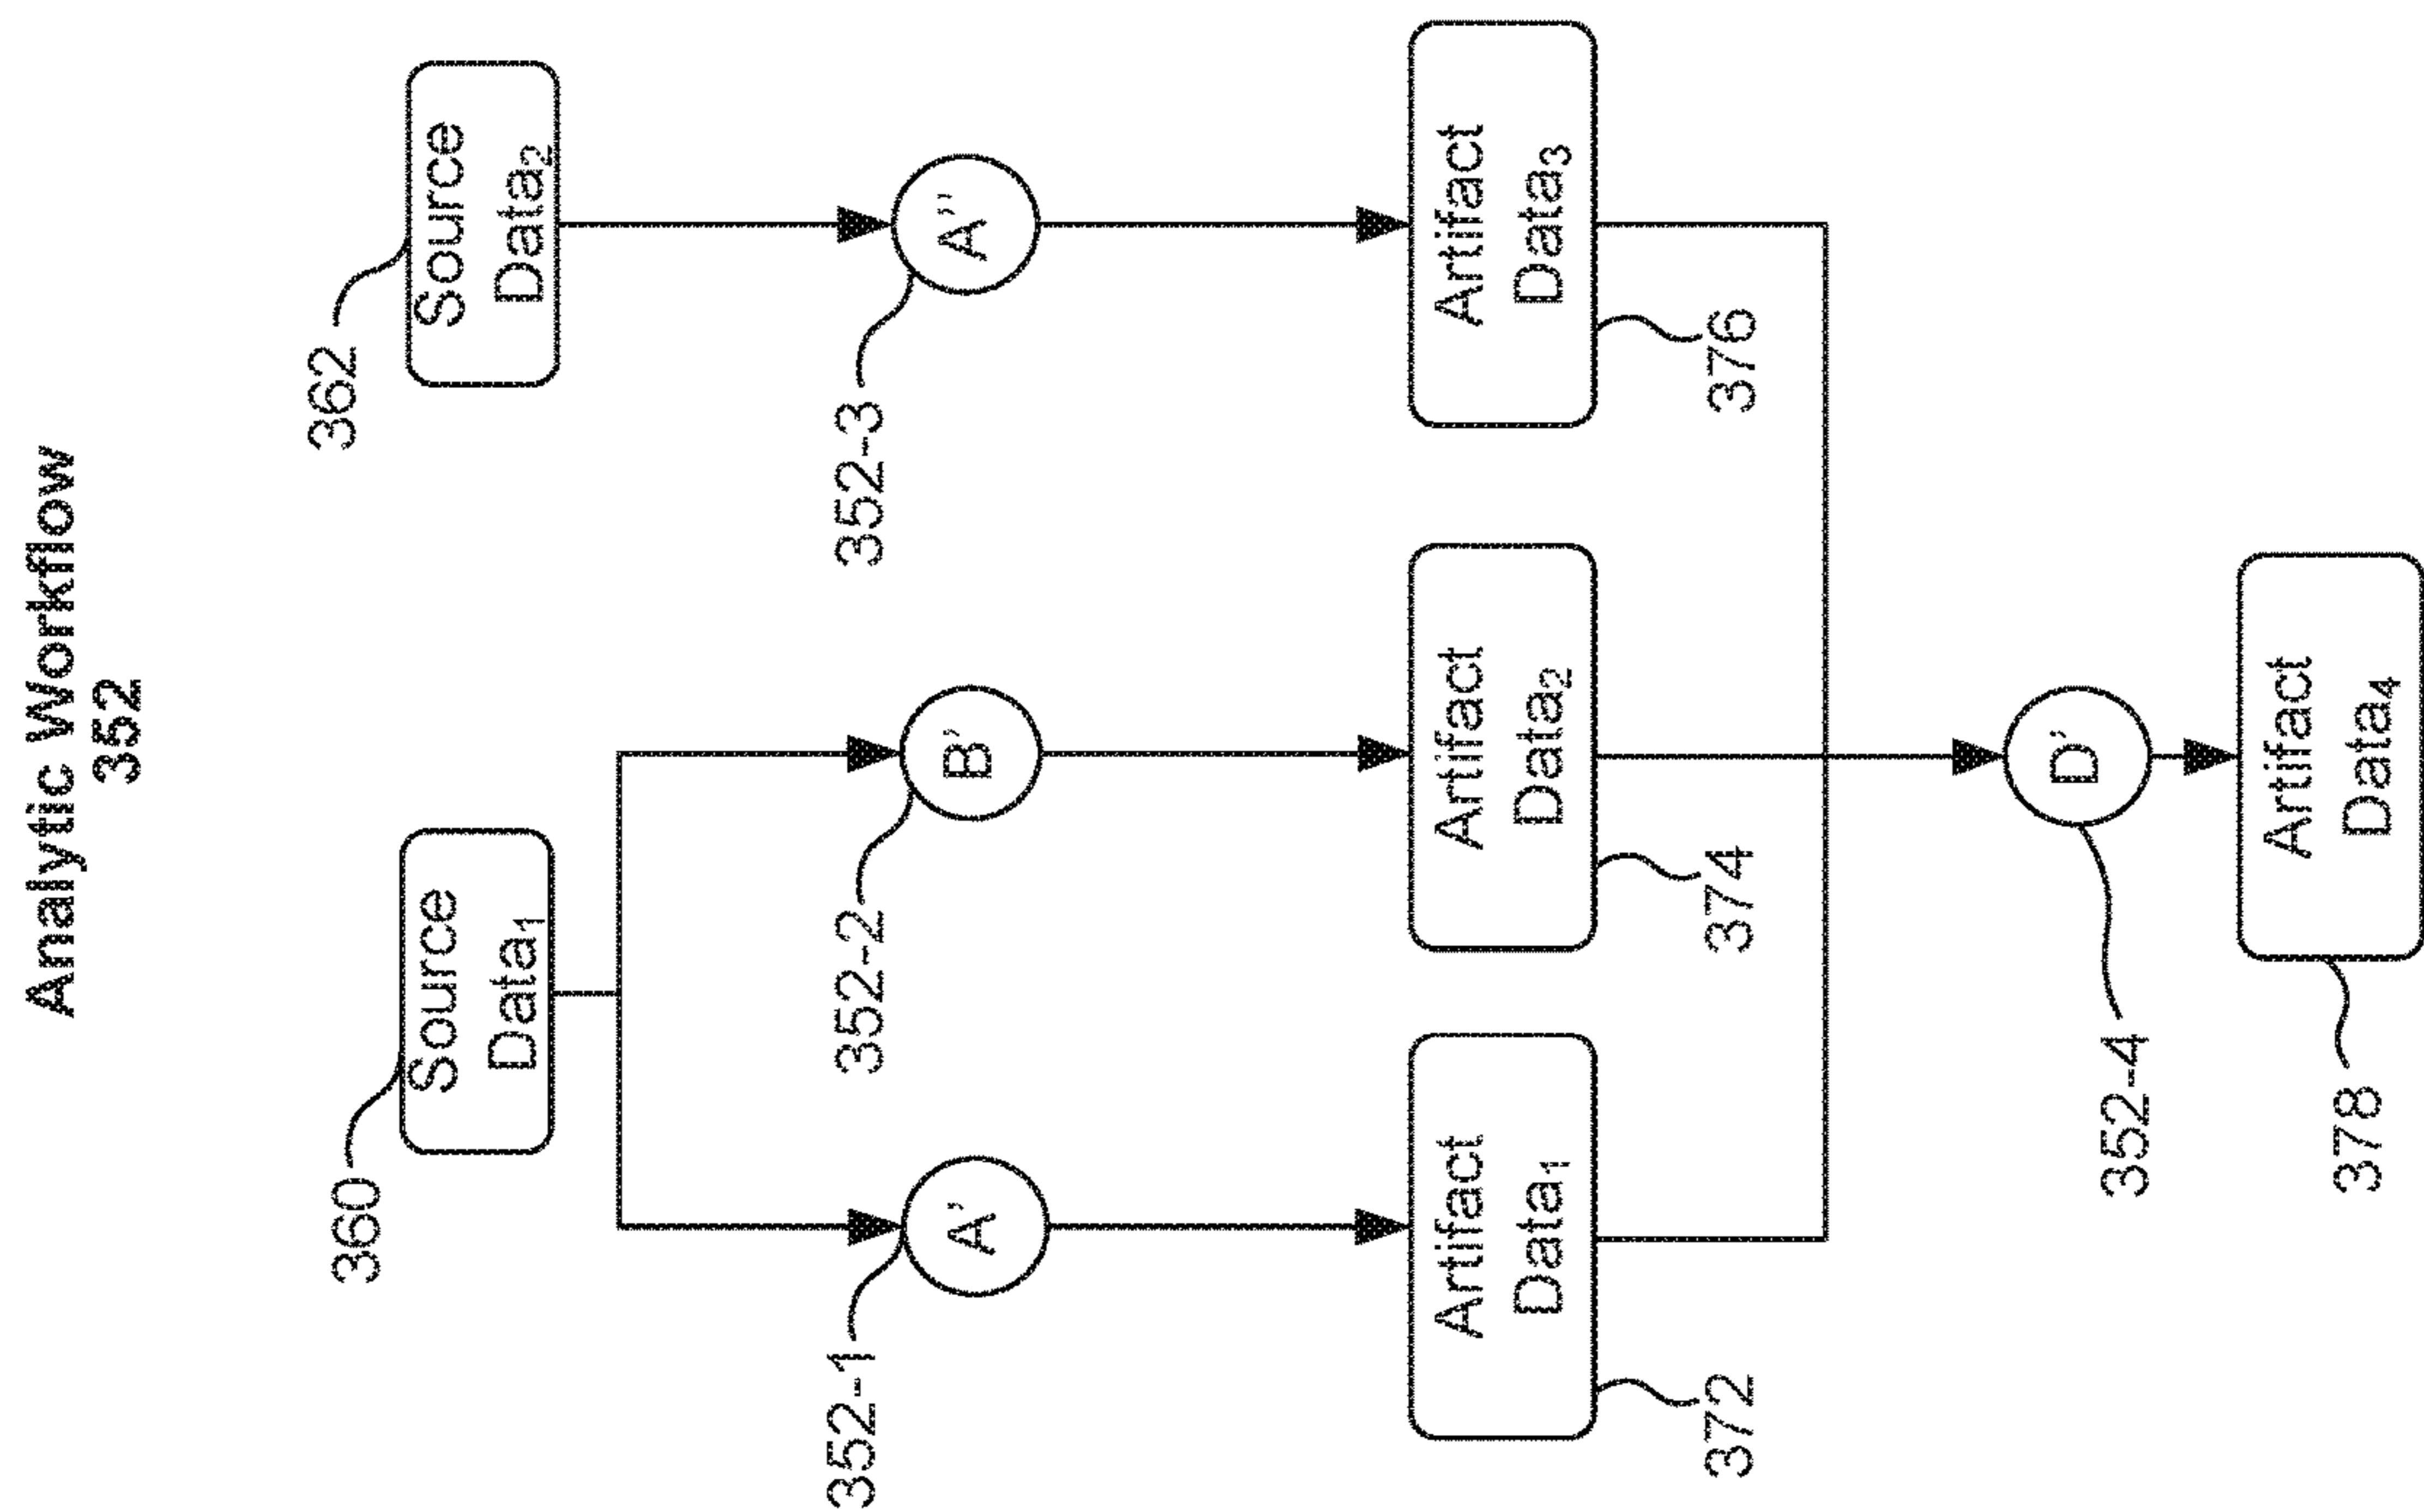 Analytic Workflow
352
360
Source
Data₁
362
Source
Data₂
352-1
A'
352-2
B'
352-3
A''
Artifact
Data₁
372
Artifact
Data₂
374
Artifact
Data₃
376
D'
352-4
Artifact
Data₄
378